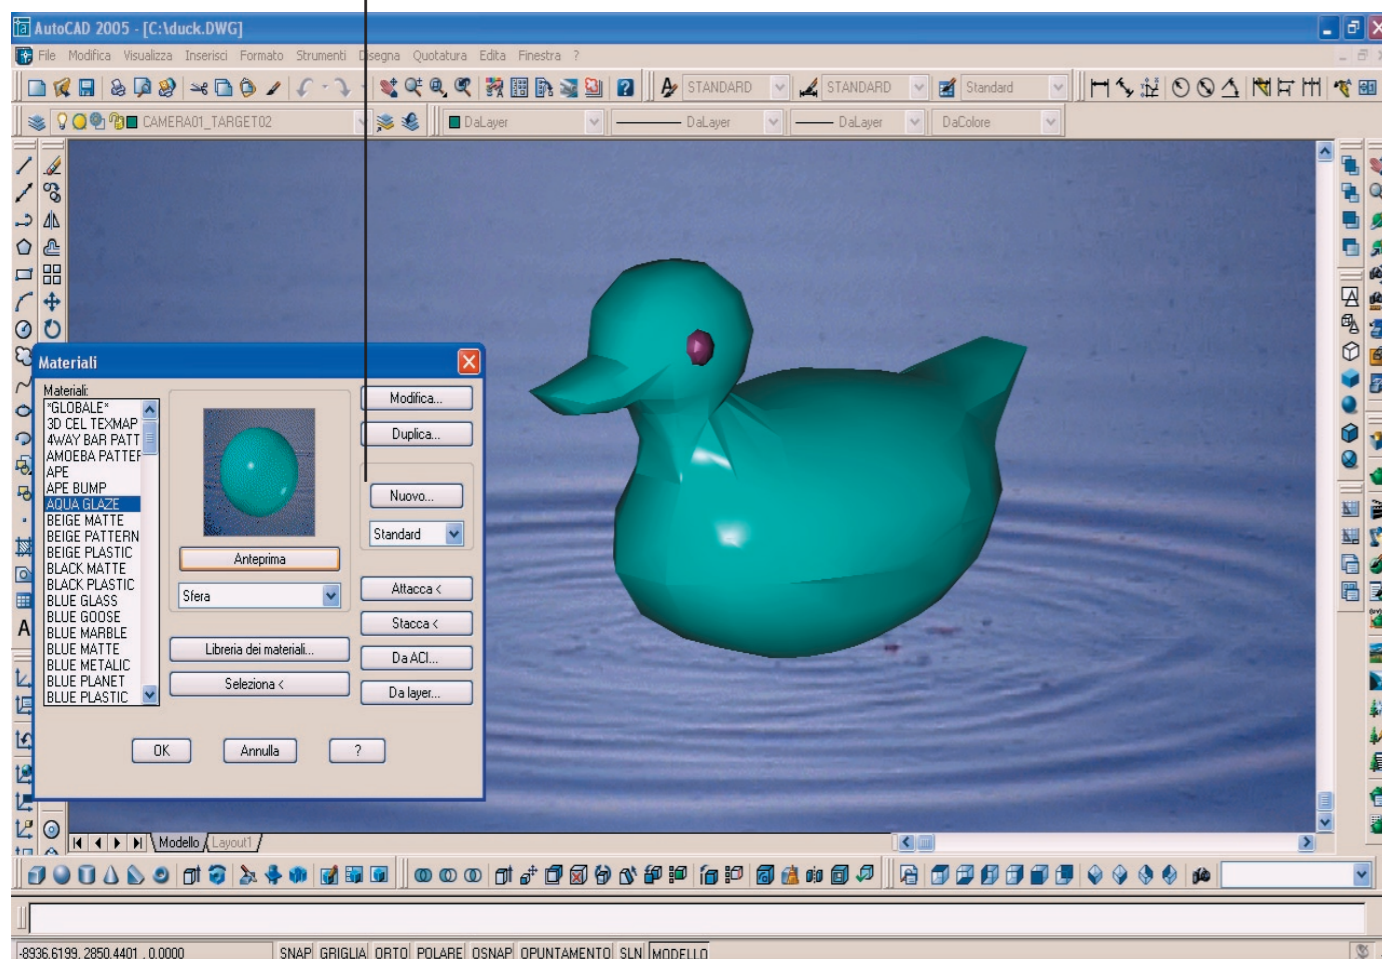 AutoCAD 2005 - [C:\duck.DWG]
File Modifica Visualizza Inserisci Formato Strumenti Disegna Quotatura Edita Finestra ?
STANDARD STANDARD Standard
CAMERA01_TARGET02 DaLayer DaLayer DaLayer DaColore
Materiali
Materiali:
*GLOBALE*
3D CEL TEXMAP
4WAY BAR PATT
AMOEBA PATTER
APE
APE BUMP
AQUA GLAZE
BEIGE MATTE
BEIGE PATTERN
BEIGE PLASTIC
BLACK MATTE
BLACK PLASTIC
BLUE GLASS
BLUE GOOSE
BLUE MARBLE
BLUE MATTE
BLUE METALIC
BLUE PLANET
BLUE PLASTIC
Anteprima
Sfera
Libreria dei materiali...
Seleziona <
Modifica...
Duplica...
Nuovo...
Standard
Attacca <
Stacca <
Da ACI...
Da layer...
OK Annulla ?
Modello Layout1
-8936.6199, 2850.4401 , 0.0000 SNAP GRIGLIA ORTO POLARE OSNAP OPUNTAMENTO SLN MODELLO